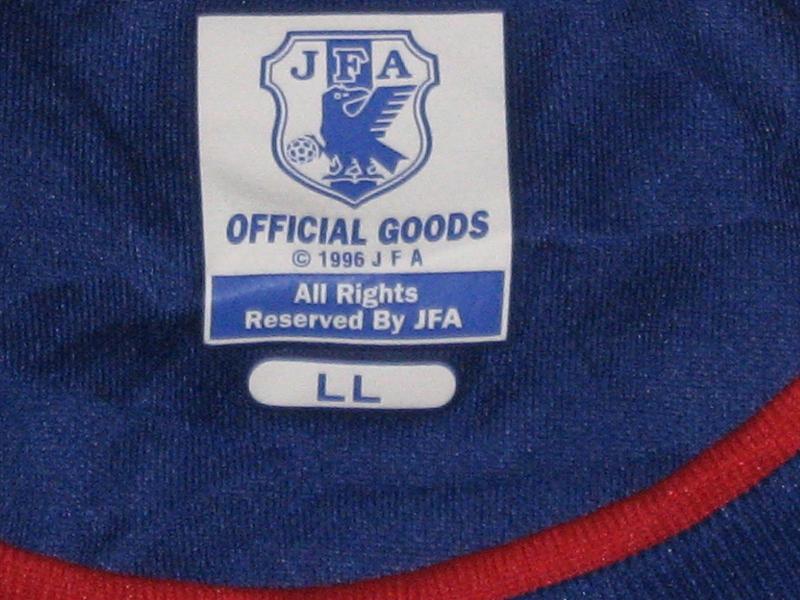 JFA
OFFICIAL GOODS
© 1996 J F A
All Rights
Reserved By JFA
LL